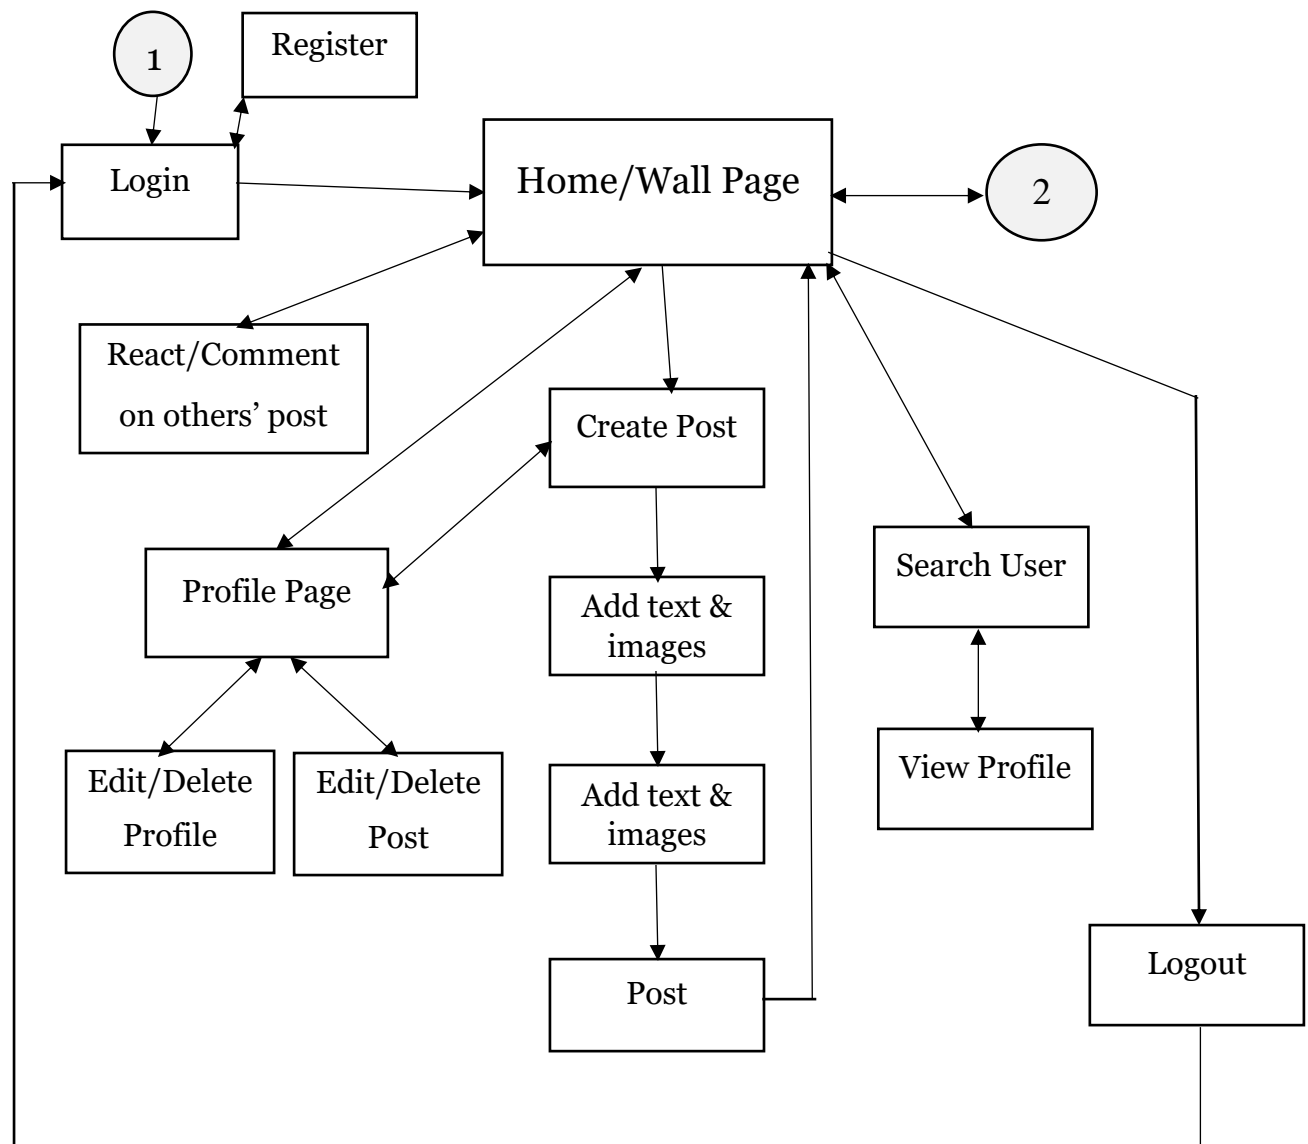 1
Register
Login
Home/Wall Page
2
React/Comment
on others’ post
Create Post
Profile Page
Search User
Add text &
images
Edit/Delete
Profile
Edit/Delete
Post
Add text &
images
View Profile
Post
Logout